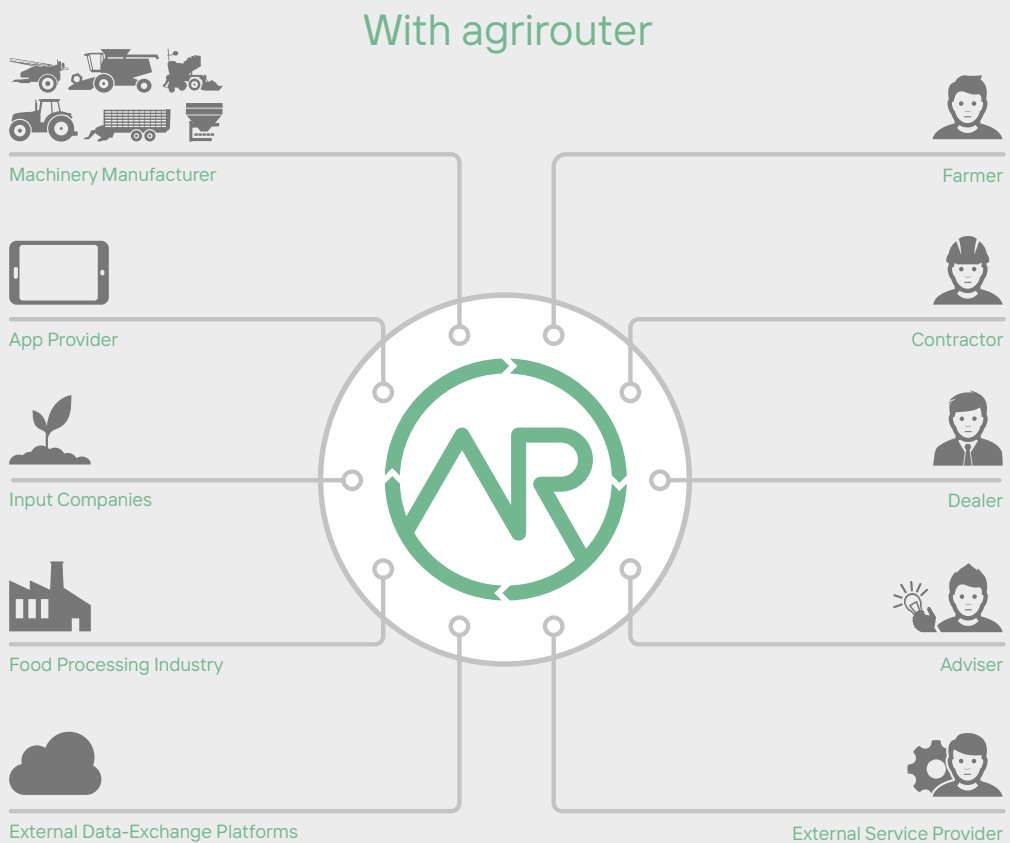 With agrirouter
Machinery Manufacturer
Farmer
App Provider
Contractor
AR
Input Companies
Dealer
Food Processing Industry
Adviser
External Data-Exchange Platforms
External Service Provider